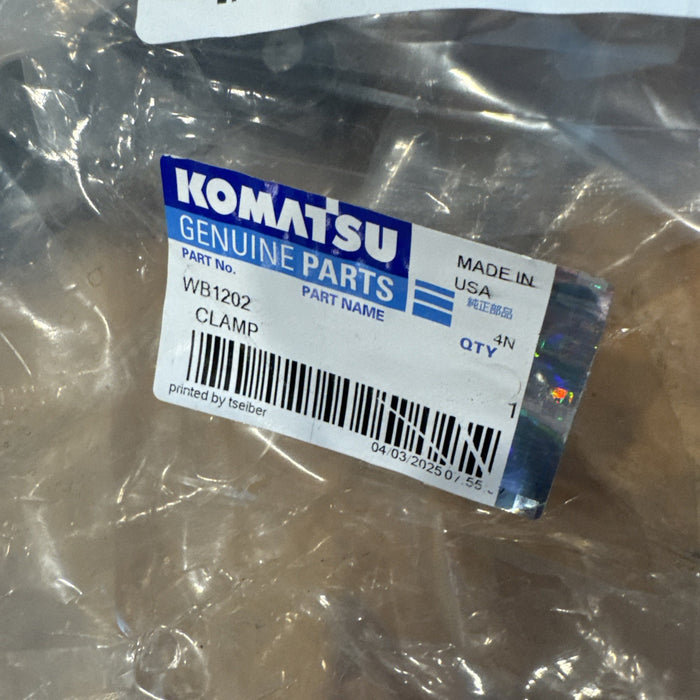 KOMATSU
GENUINE PARTS
MADE IN
USA
純正部品
PART No.
PART NAME
WB1202
4N
QTY
CLAMP
1
printed by tseiber
04/03/2025